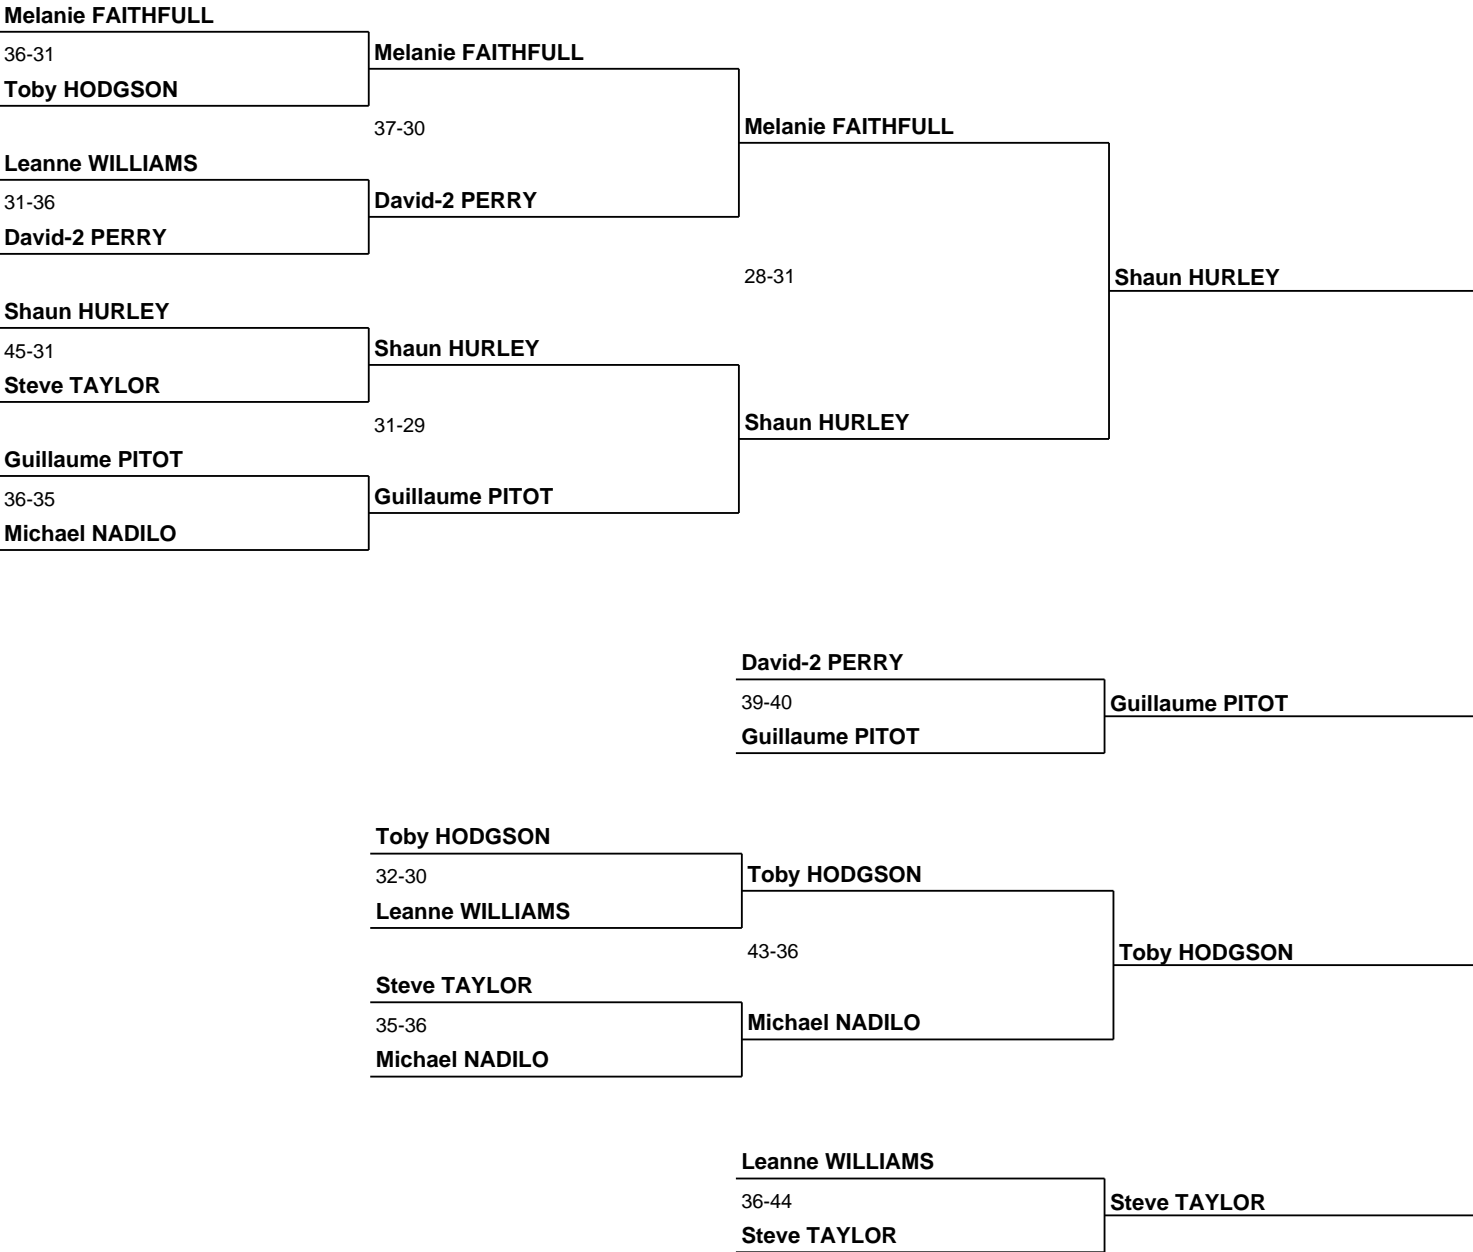 Melanie FAITHFULL
36-31
Melanie FAITHFULL
Toby HODGSON
37-30
Melanie FAITHFULL
Leanne WILLIAMS
31-36
David-2 PERRY
David-2 PERRY
28-31
Shaun HURLEY
Shaun HURLEY
45-31
Shaun HURLEY
Steve TAYLOR
31-29
Shaun HURLEY
Guillaume PITOT
36-35
Guillaume PITOT
Michael NADILO
David-2 PERRY
39-40
Guillaume PITOT
Guillaume PITOT
Toby HODGSON
32-30
Toby HODGSON
Leanne WILLIAMS
43-36
Toby HODGSON
Steve TAYLOR
35-36
Michael NADILO
Michael NADILO
Leanne WILLIAMS
36-44
Steve TAYLOR
Steve TAYLOR